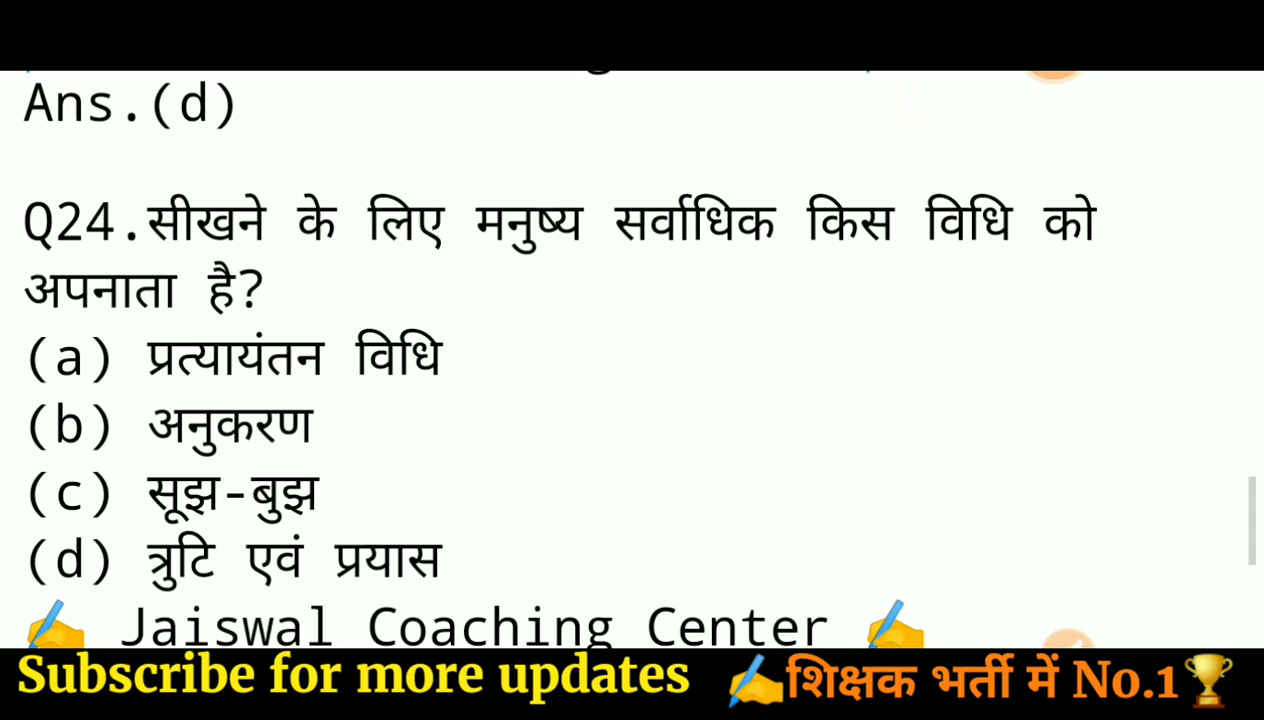 Ans.(d)
Q24.सीखने के लिए मनुष्य सर्वाधिक किस विधि को
अपनाता है?
(a) प्रत्यायंतन विधि
(b) अनुकरण
(c) सूझ-बुझ
(d) त्रुटि एवं प्रयास
✍️ Jaiswal Coaching Center ✍️
Subscribe for more updates ✍️शिक्षक भर्ती में No.1🏆